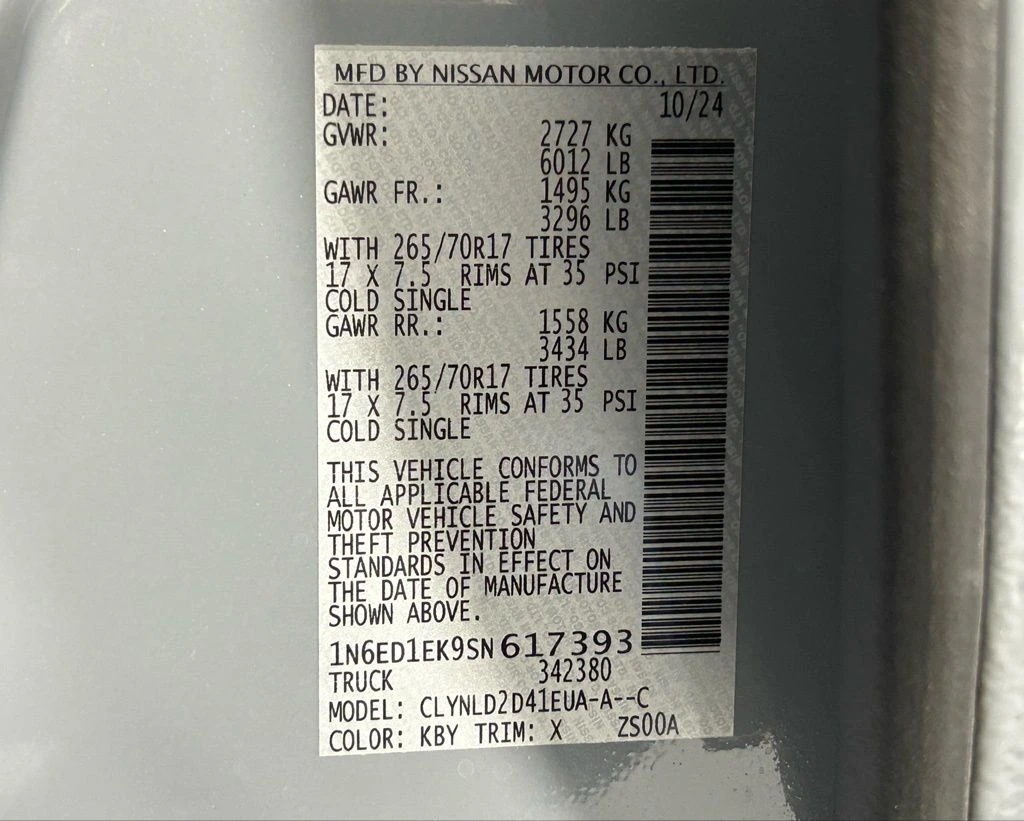 MFD BY NISSAN MOTOR CO., LTD.
DATE: 10/24
GVWR: 2727 KG
6012 LB
GAWR FR.: 1495 KG
3296 LB
WITH 265/70R17 TIRES
17 X 7.5 RIMS AT 35 PSI
COLD SINGLE
GAWR RR.: 1558 KG
3434 LB
WITH 265/70R17 TIRES
17 X 7.5 RIMS AT 35 PSI
COLD SINGLE
THIS VEHICLE CONFORMS TO
ALL APPLICABLE FEDERAL
MOTOR VEHICLE SAFETY AND
THEFT PREVENTION
STANDARDS IN EFFECT ON
THE DATE OF MANUFACTURE
SHOWN ABOVE.
1N6ED1EK9SN617393
TRUCK 342380
MODEL: CLYNLD2D41EUA-A--C
COLOR: KBY TRIM: X ZS00A